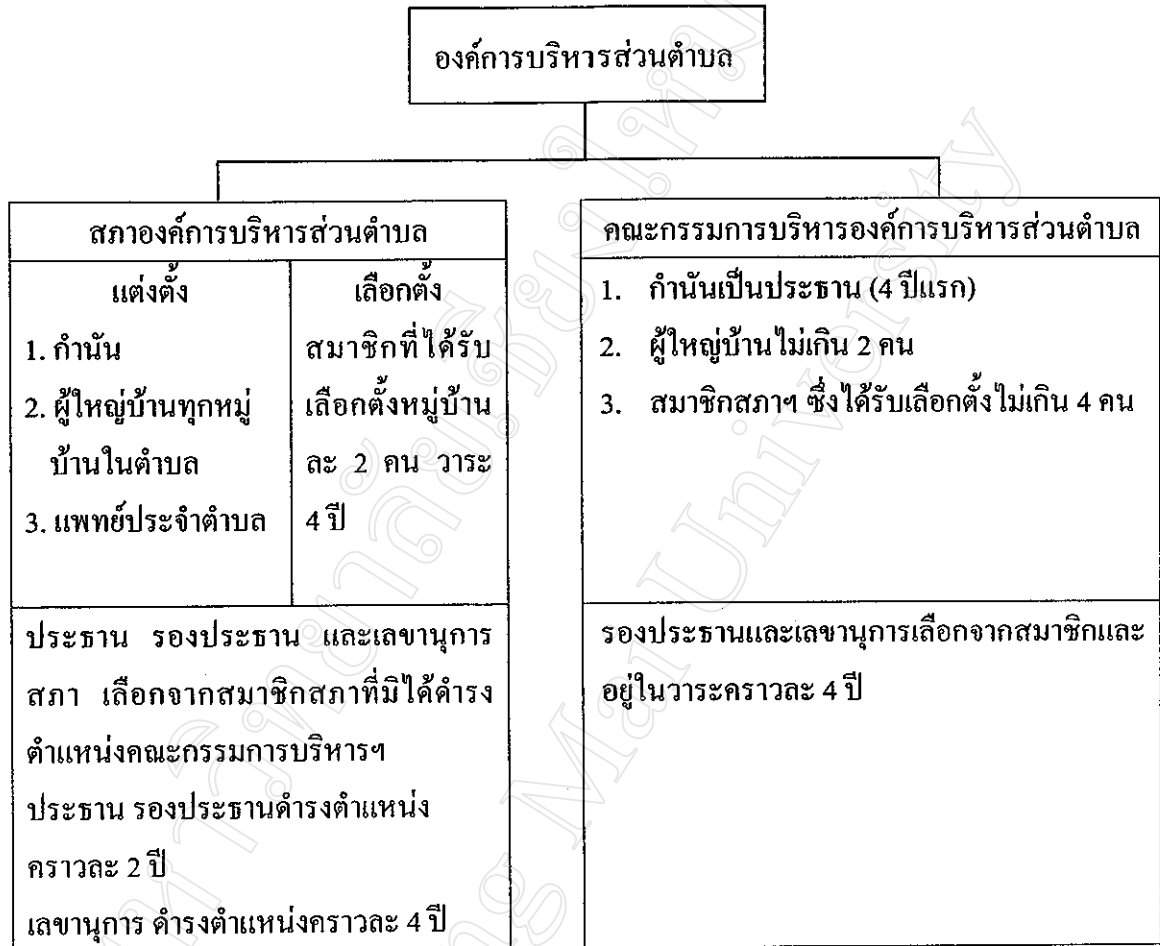 องค์การบริหารส่วนตำบล
สภาองค์การบริหารส่วนตำบล
แต่งตั้ง
1. กำนัน
2. ผู้ใหญ่บ้านทุกหมู่
บ้านในตำบล
3. แพทย์ประจำตำบล
เลือกตั้ง
สมาชิกที่ได้รับ
เลือกตั้งหมู่บ้าน
ละ 2 คน วาระ
4 ปี
ประธาน รองประธาน และเลขานุการ
สภา เลือกจากสมาชิกสภาที่มิได้ดำรง
ตำแหน่งคณะกรรมการบริหารฯ
ประธาน รองประธานดำรงตำแหน่ง
คราวละ 2 ปี
เลขานุการ ดำรงตำแหน่งคราวละ 4 ปี
คณะกรรมการบริหารองค์การบริหารส่วนตำบล
1. กำนันเป็นประธาน (4 ปีแรก)
2. ผู้ใหญ่บ้านไม่เกิน 2 คน
3. สมาชิกสภาฯ ซึ่งได้รับเลือกตั้งไม่เกิน 4 คน
รองประธานและเลขานุการเลือกจากสมาชิกและ
อยู่ในวาระคราวละ 4 ปี